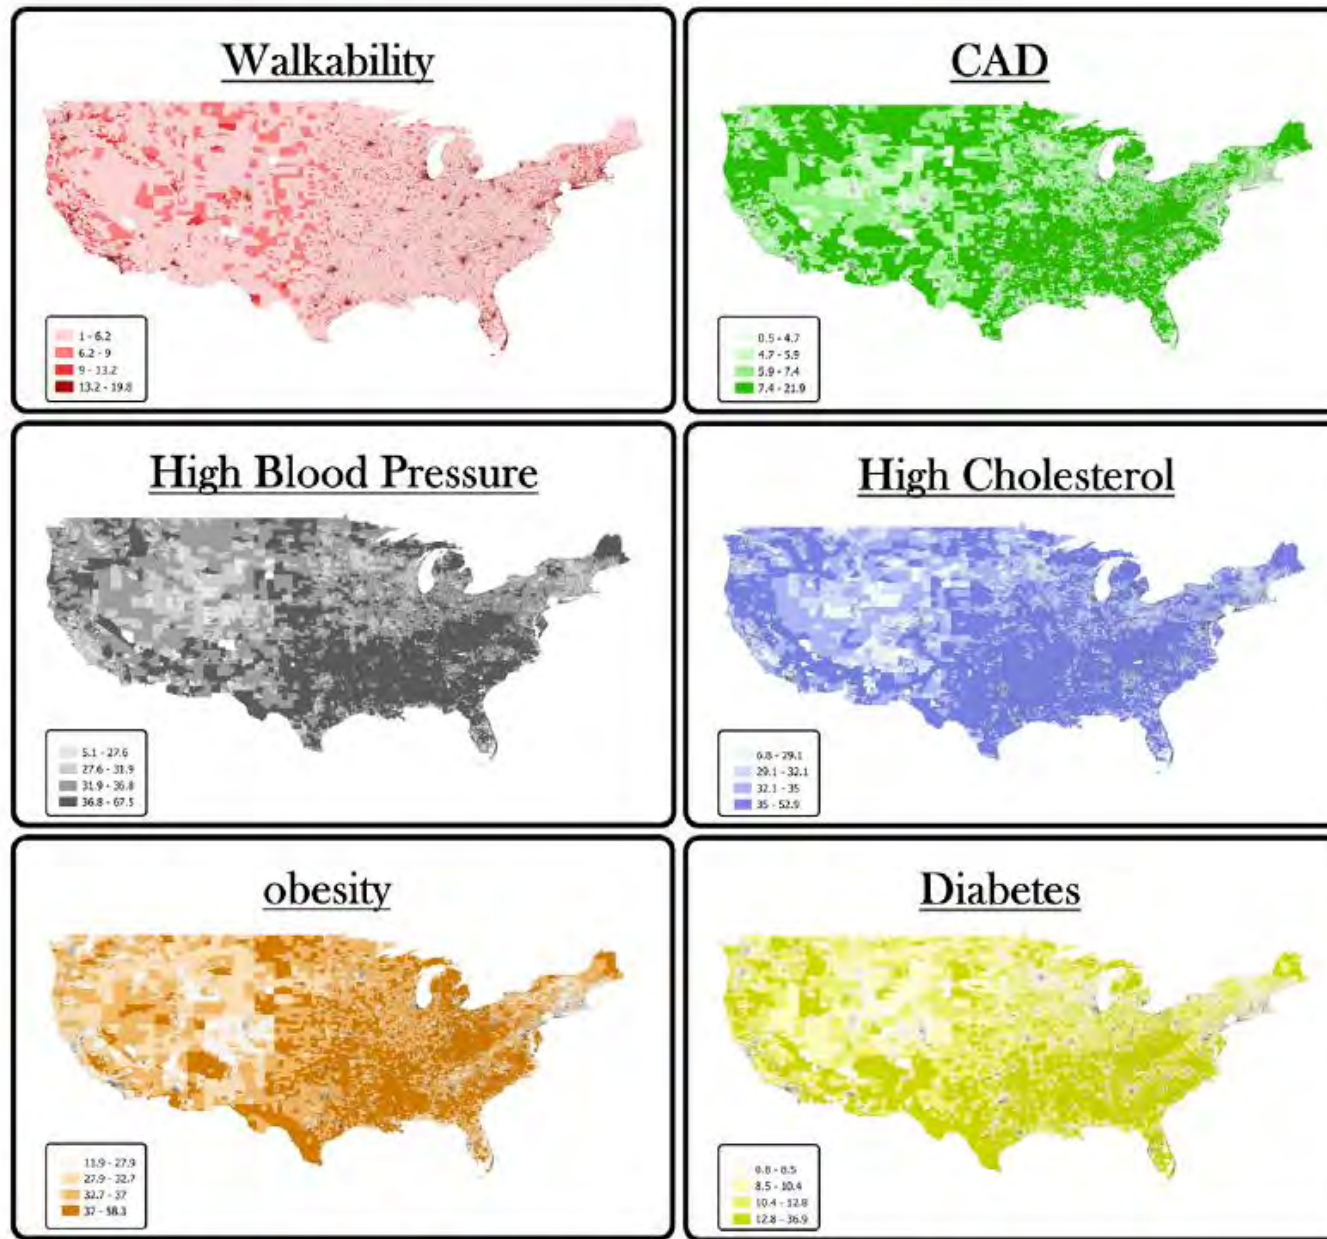 Walkability
1 - 6.2
6.2 - 9
9 - 13.2
13.2 - 19.8
CAD
0.5 - 4.7
4.7 - 5.9
5.9 - 7.4
7.4 - 21.9
High Blood Pressure
5.1 - 27.6
27.6 - 31.9
31.9 - 36.8
36.8 - 67.5
High Cholesterol
6.8 - 29.1
29.1 - 32.1
32.1 - 35
35 - 52.9
obesity
11.9 - 27.9
27.9 - 32.7
32.7 - 37
37 - 58.3
Diabetes
8.5 - 10.4
10.4 - 12.8
12.8 - 36.9